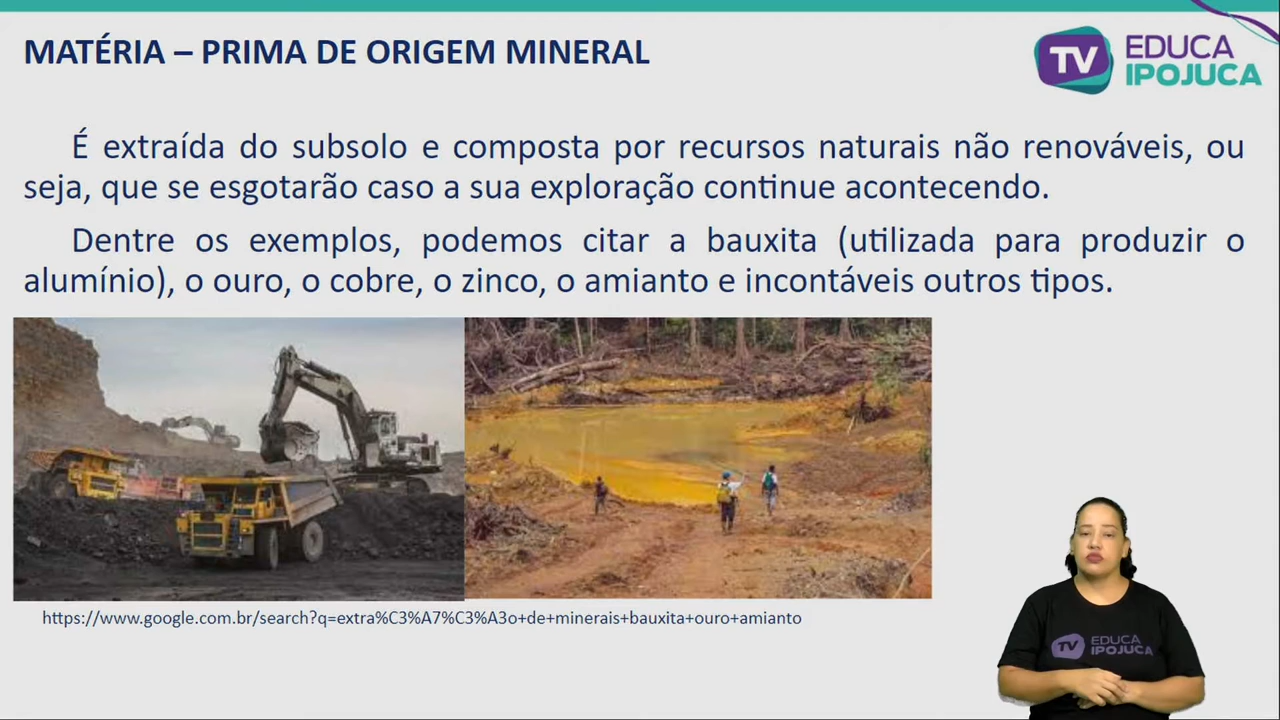 MATÉRIA – PRIMA DE ORIGEM MINERAL
TV EDUCA
IPOJUCA
É extraída do subsolo e composta por recursos naturais não renováveis, ou
seja, que se esgotarão caso a sua exploração continue acontecendo.
Dentre os exemplos, podemos citar a bauxita (utilizada para produzir o
alumínio), o ouro, o cobre, o zinco, o amianto e incontáveis outros tipos.
https://www.google.com.br/search?q=extra%C3%A7%C3%A3o+de+minerais+bauxita+ouro+amianto
TV EDUCA
IPOJUCA